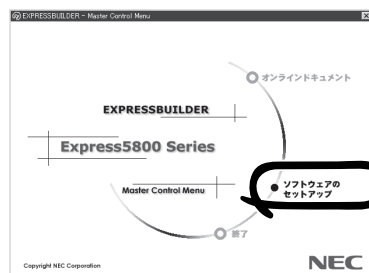 EXPRESSBUILDER - Master Control Menu
オンラインドキュメント
EXPRESSBUILDER
Express5800 Series
ソフトウェアの
セットアップ
Master Control Menu
終了
Copyright NEC Corporation
NEC